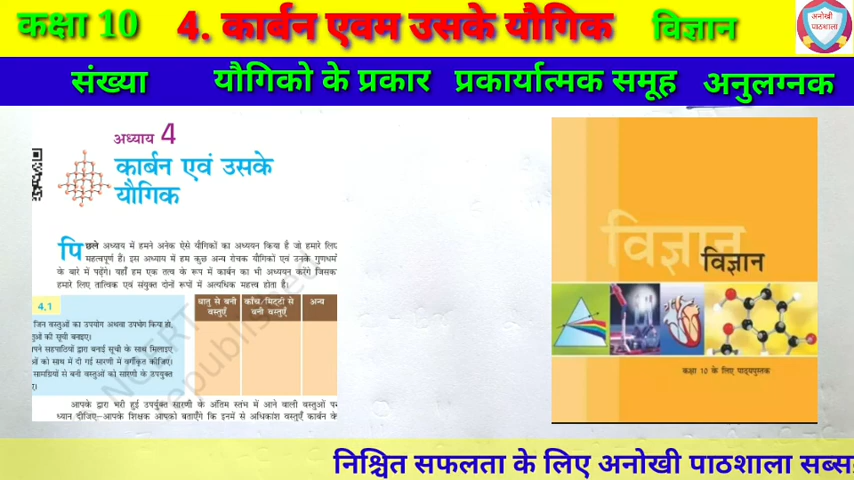 कक्षा 10 4. कार्बन एवम उसके यौगिक विज्ञान
अनोखी
पाठशाला
संख्या यौगिको के प्रकार प्रकार्यात्मक समूह अनुलग्नक
अध्याय 4
कार्बन एवं उसके
यौगिक
पिछले अध्याय में हमने अनेक ऐसे यौगिकों का अध्ययन किया है जो हमारे लिए
महत्वपूर्ण हैं। इस अध्याय में हम कुछ अन्य रोचक यौगिकों एवं उनके गुणधर्मों
के बारे में पढ़ेंगे। यहाँ हम एक तत्व के रूप में कार्बन का भी अध्ययन करेंगे जिसका
हमारे लिए तात्विक एवं संयुक्त दोनों रूपों में अत्यधिक महत्त्व होता है।
4.1
जिन वस्तुओं का उपयोग अथवा उपभोग किया हो,
सूची बनाइए।
सहपाठियों द्वारा बनाई सूची के साथ मिलाइए
को साथ में दी गई सारणी में वर्गीकृत कीजिए।
सामग्रियों से बनी वस्तुओं को सारणी के उपयुक्त
धातु से बनी वस्तुएँ
काँच/मिट्टी से बनी वस्तुएँ
अन्य
आपके द्वारा भरी हुई उपर्युक्त सारणी के अंतिम स्तंभ में आने वाली वस्तुओं पर
ध्यान दीजिए–आपके शिक्षक आपको बताएँगे कि इनमें से अधिकांश वस्तुएँ कार्बन के
NCERT
republished
विज्ञान
विज्ञान
कक्षा 10 के लिए पाठ्यपुस्तक
निश्चित सफलता के लिए अनोखी पाठशाला सब्स